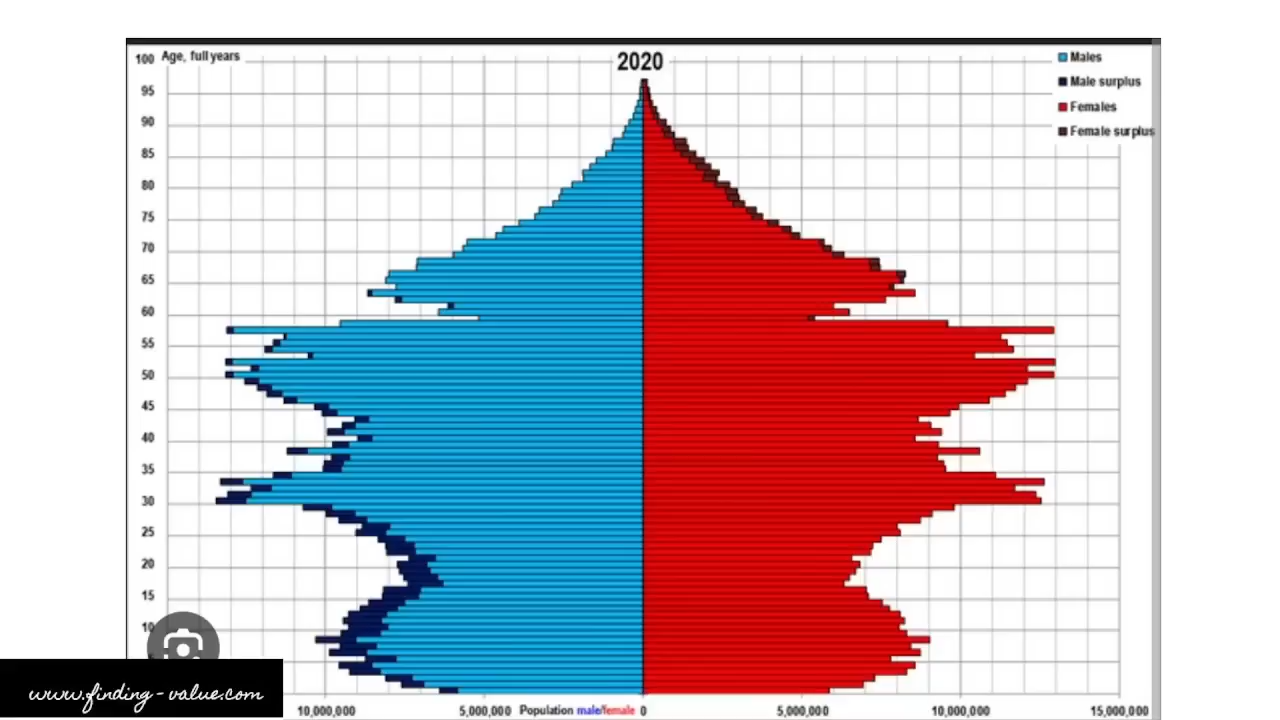 2020
100 Age, full years
Males
Male surplus
Females
Female surplus
95
90
85
80
75
70
65
60
55
50
45
40
35
30
25
20
15
10
10,000,000 5,000,000 Population male/female 0 5,000,000 10,000,000 15,000,000
www.finding-value.com